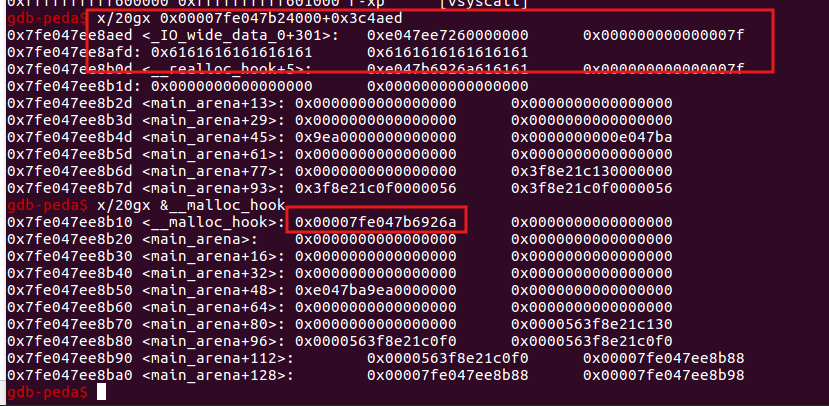 0xffffffffff600000 0xffffffffff601000 r-xp      [vsyscall]
gdb-peda$ x/20gx 0x00007fe047b24000+0x3c4aed
0x7fe047ee8aed <_IO_wide_data_0+301>:   0xe047ee7260000000      0x000000000000007f
0x7fe047ee8afd: 0x6161616161616161      0x6161616161616161
0x7fe047ee8b0d <__realloc_hook+5>:      0xe047b6926a616161      0x000000000000007f
0x7fe047ee8b1d: 0x0000000000000000      0x0000000000000000
0x7fe047ee8b2d <main_arena+13>: 0x0000000000000000      0x0000000000000000
0x7fe047ee8b3d <main_arena+29>: 0x0000000000000000      0x0000000000000000
0x7fe047ee8b4d <main_arena+45>: 0x9ea0000000000000      0x0000000000e047ba
0x7fe047ee8b5d <main_arena+61>: 0x0000000000000000      0x0000000000000000
0x7fe047ee8b6d <main_arena+77>: 0x0000000000000000      0x3f8e21c130000000
0x7fe047ee8b7d <main_arena+93>: 0x3f8e21c0f0000056      0x3f8e21c0f0000056
gdb-peda$ x/20gx &__malloc_hook
0x7fe047ee8b10 <__malloc_hook>: 0x00007fe047b6926a      0x0000000000000000
0x7fe047ee8b20 <main_arena>:    0x0000000000000000      0x0000000000000000
0x7fe047ee8b30 <main_arena+16>: 0x0000000000000000      0x0000000000000000
0x7fe047ee8b40 <main_arena+32>: 0x0000000000000000      0x0000000000000000
0x7fe047ee8b50 <main_arena+48>: 0xe047ba9ea0000000      0x0000000000000000
0x7fe047ee8b60 <main_arena+64>: 0x0000000000000000      0x0000000000000000
0x7fe047ee8b70 <main_arena+80>: 0x0000000000000000      0x0000563f8e21c130
0x7fe047ee8b80 <main_arena+96>: 0x0000563f8e21c0f0      0x0000563f8e21c0f0
0x7fe047ee8b90 <main_arena+112>:        0x0000563f8e21c0f0      0x00007fe047ee8b88
0x7fe047ee8ba0 <main_arena+128>:        0x00007fe047ee8b88      0x00007fe047ee8b98
gdb-peda$